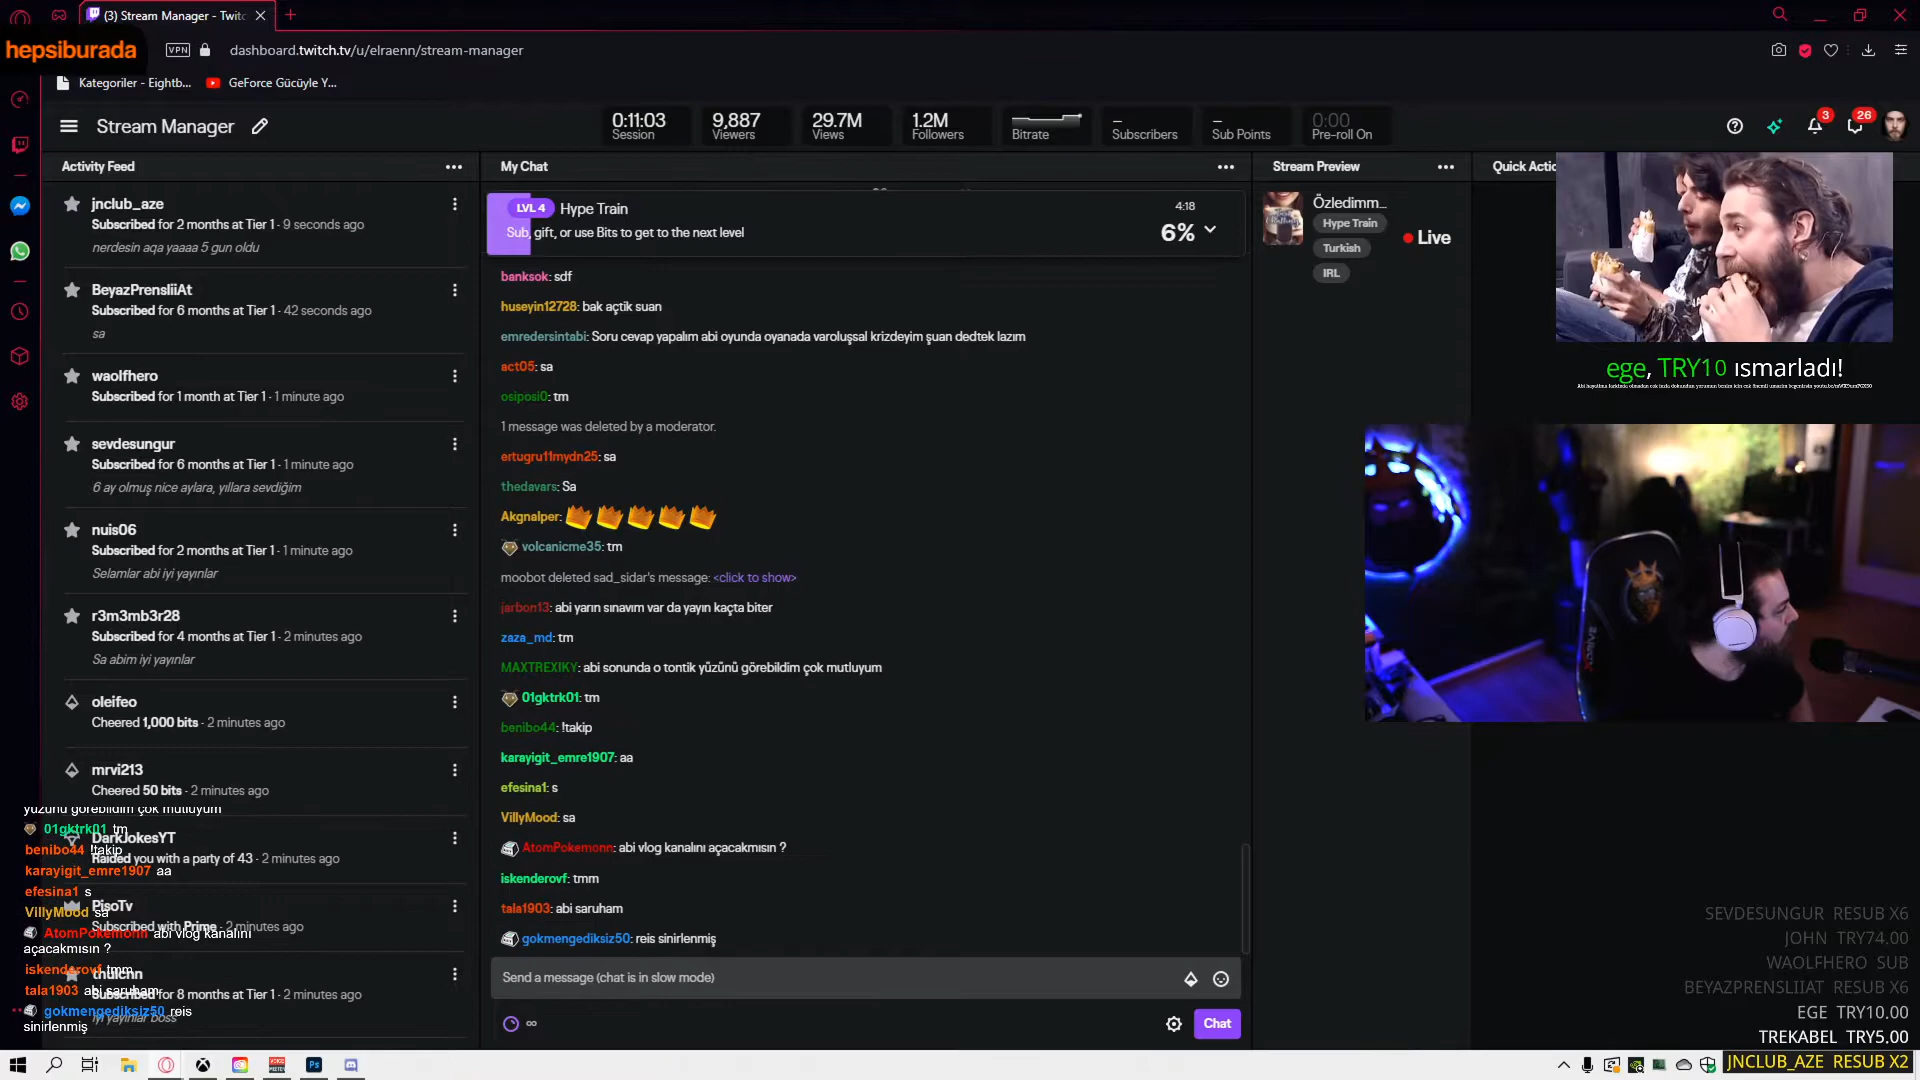 (3) Stream Manager - Twitc
hepsiburada
VPN
dashboard.twitch.tv/u/elraenn/stream-manager
Kategoriler - Eightb...
GeForce Gücüyle Y...
Stream Manager
0:11:03
Session
9,887
Viewers
29.7M
Views
1.2M
Followers
Bitrate
–
Subscribers
–
Sub Points
0:00
Pre-roll On
3
26
Activity Feed
jnclub_aze
Subscribed for 2 months at Tier 1 - 9 seconds ago
nerdesin aqa yaaaa 5 gun oldu
BeyazPrensliiAt
Subscribed for 6 months at Tier 1 - 42 seconds ago
sa
waolfhero
Subscribed for 1 month at Tier 1 - 1 minute ago
sevdesungur
Subscribed for 6 months at Tier 1 - 1 minute ago
6 ay olmuş nice aylara, yıllara sevdiğim
nuis06
Subscribed for 2 months at Tier 1 - 1 minute ago
Selamlar abi iyi yayınlar
r3m3mb3r28
Subscribed for 4 months at Tier 1 - 2 minutes ago
Sa abim iyi yayınlar
oleifeo
Cheered 1,000 bits - 2 minutes ago
mrvi213
Cheered 50 bits - 2 minutes ago
DarkJokesYT
Raided you with a party of 43 - 2 minutes ago
PisoTv
Subscribed with Prime - 2 minutes ago
thulchn
Subscribed for 8 months at Tier 1 - 2 minutes ago
iyi yayınlar boss
yüzünü görebildim çok mutluyum
01gktrk01 tm
benibo44 !takip
karayigit_emre1907 aa
efesina1 s
VillyMood sa
AtomPokemonn abi vlog kanalını
açacakmısın ?
iskenderovf tmm
tala1903 abi saruham
gokmengediksiz50 reis
sinirlenmiş
My Chat
LVL 4 Hype Train
Sub, gift, or use Bits to get to the next level
4:18
6%
banksok: sdf
huseyin12728: bak açtik suan
emredersintabi: Soru cevap yapalım abi oyunda oyanada varoluşsal krizdeyim şuan dedtek lazım
act05: sa
osiposi0: tm
1 message was deleted by a moderator.
ertugru11mydn25: sa
thedavars: Sa
Akgnalper:
volcanicme35: tm
moobot deleted sad_sidar's message: <click to show>
jarbon13: abi yarın sınavım var da yayın kaçta biter
zaza_md: tm
MAXTREXIKY: abi sonunda o tontik yüzünü görebildim çok mutluyum
01gktrk01: tm
benibo44: !takip
karayigit_emre1907: aa
efesina1: s
VillyMood: sa
AtomPokemonn: abi vlog kanalını açacakmısın ?
iskenderovf: tmm
tala1903: abi saruham
gokmengediksiz50: reis sinirlenmiş
Send a message (chat is in slow mode)
Chat
Stream Preview
Özledimm...
Hype Train
Turkish
IRL
Live
Quick Actio
ege, TRY10 ısmarladı!
SEVDESUNGUR RESUB X6
JOHN TRY74.00
WAOLFHERO SUB
BEYAZPRENSLIIAT RESUB X6
EGE TRY10.00
TREKABEL TRY5.00
JNCLUB_AZE RESUB X2